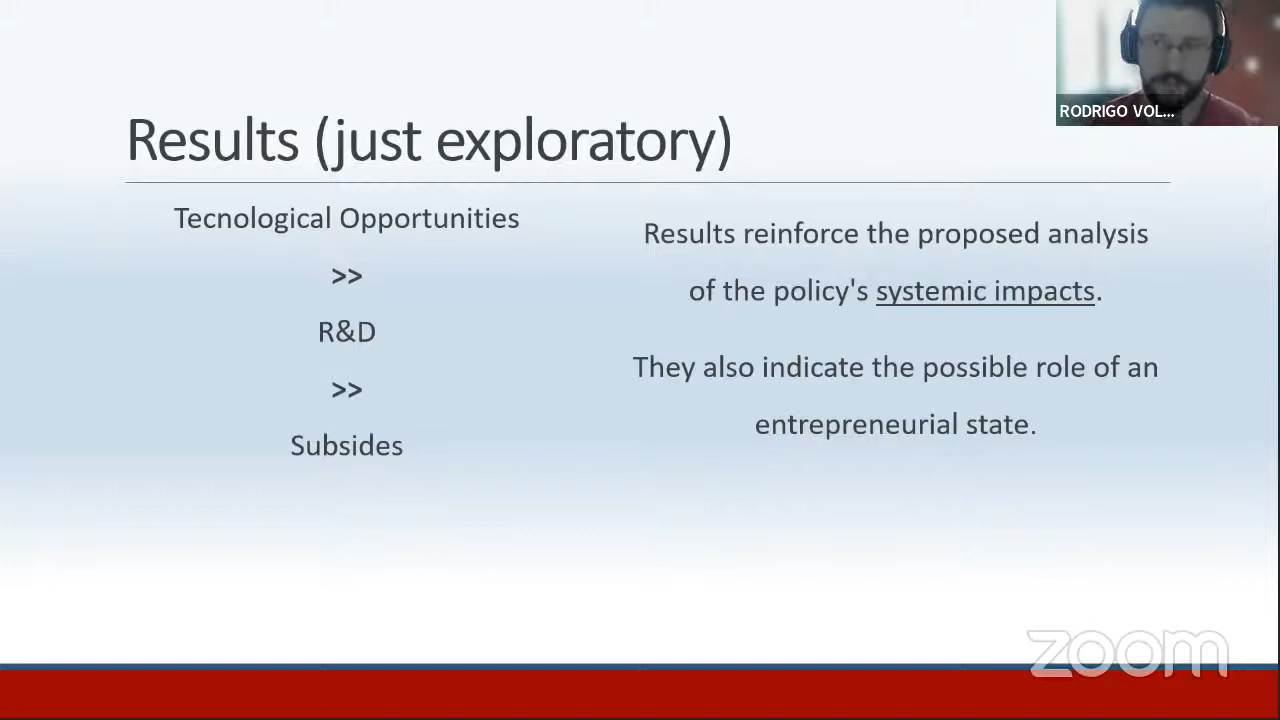 RODRIGO VOL...
Results (just exploratory)
Tecnological Opportunities
>>
R&D
>>
Subsides
Results reinforce the proposed analysis
of the policy's systemic impacts.
They also indicate the possible role of an
entrepreneurial state.
zoom